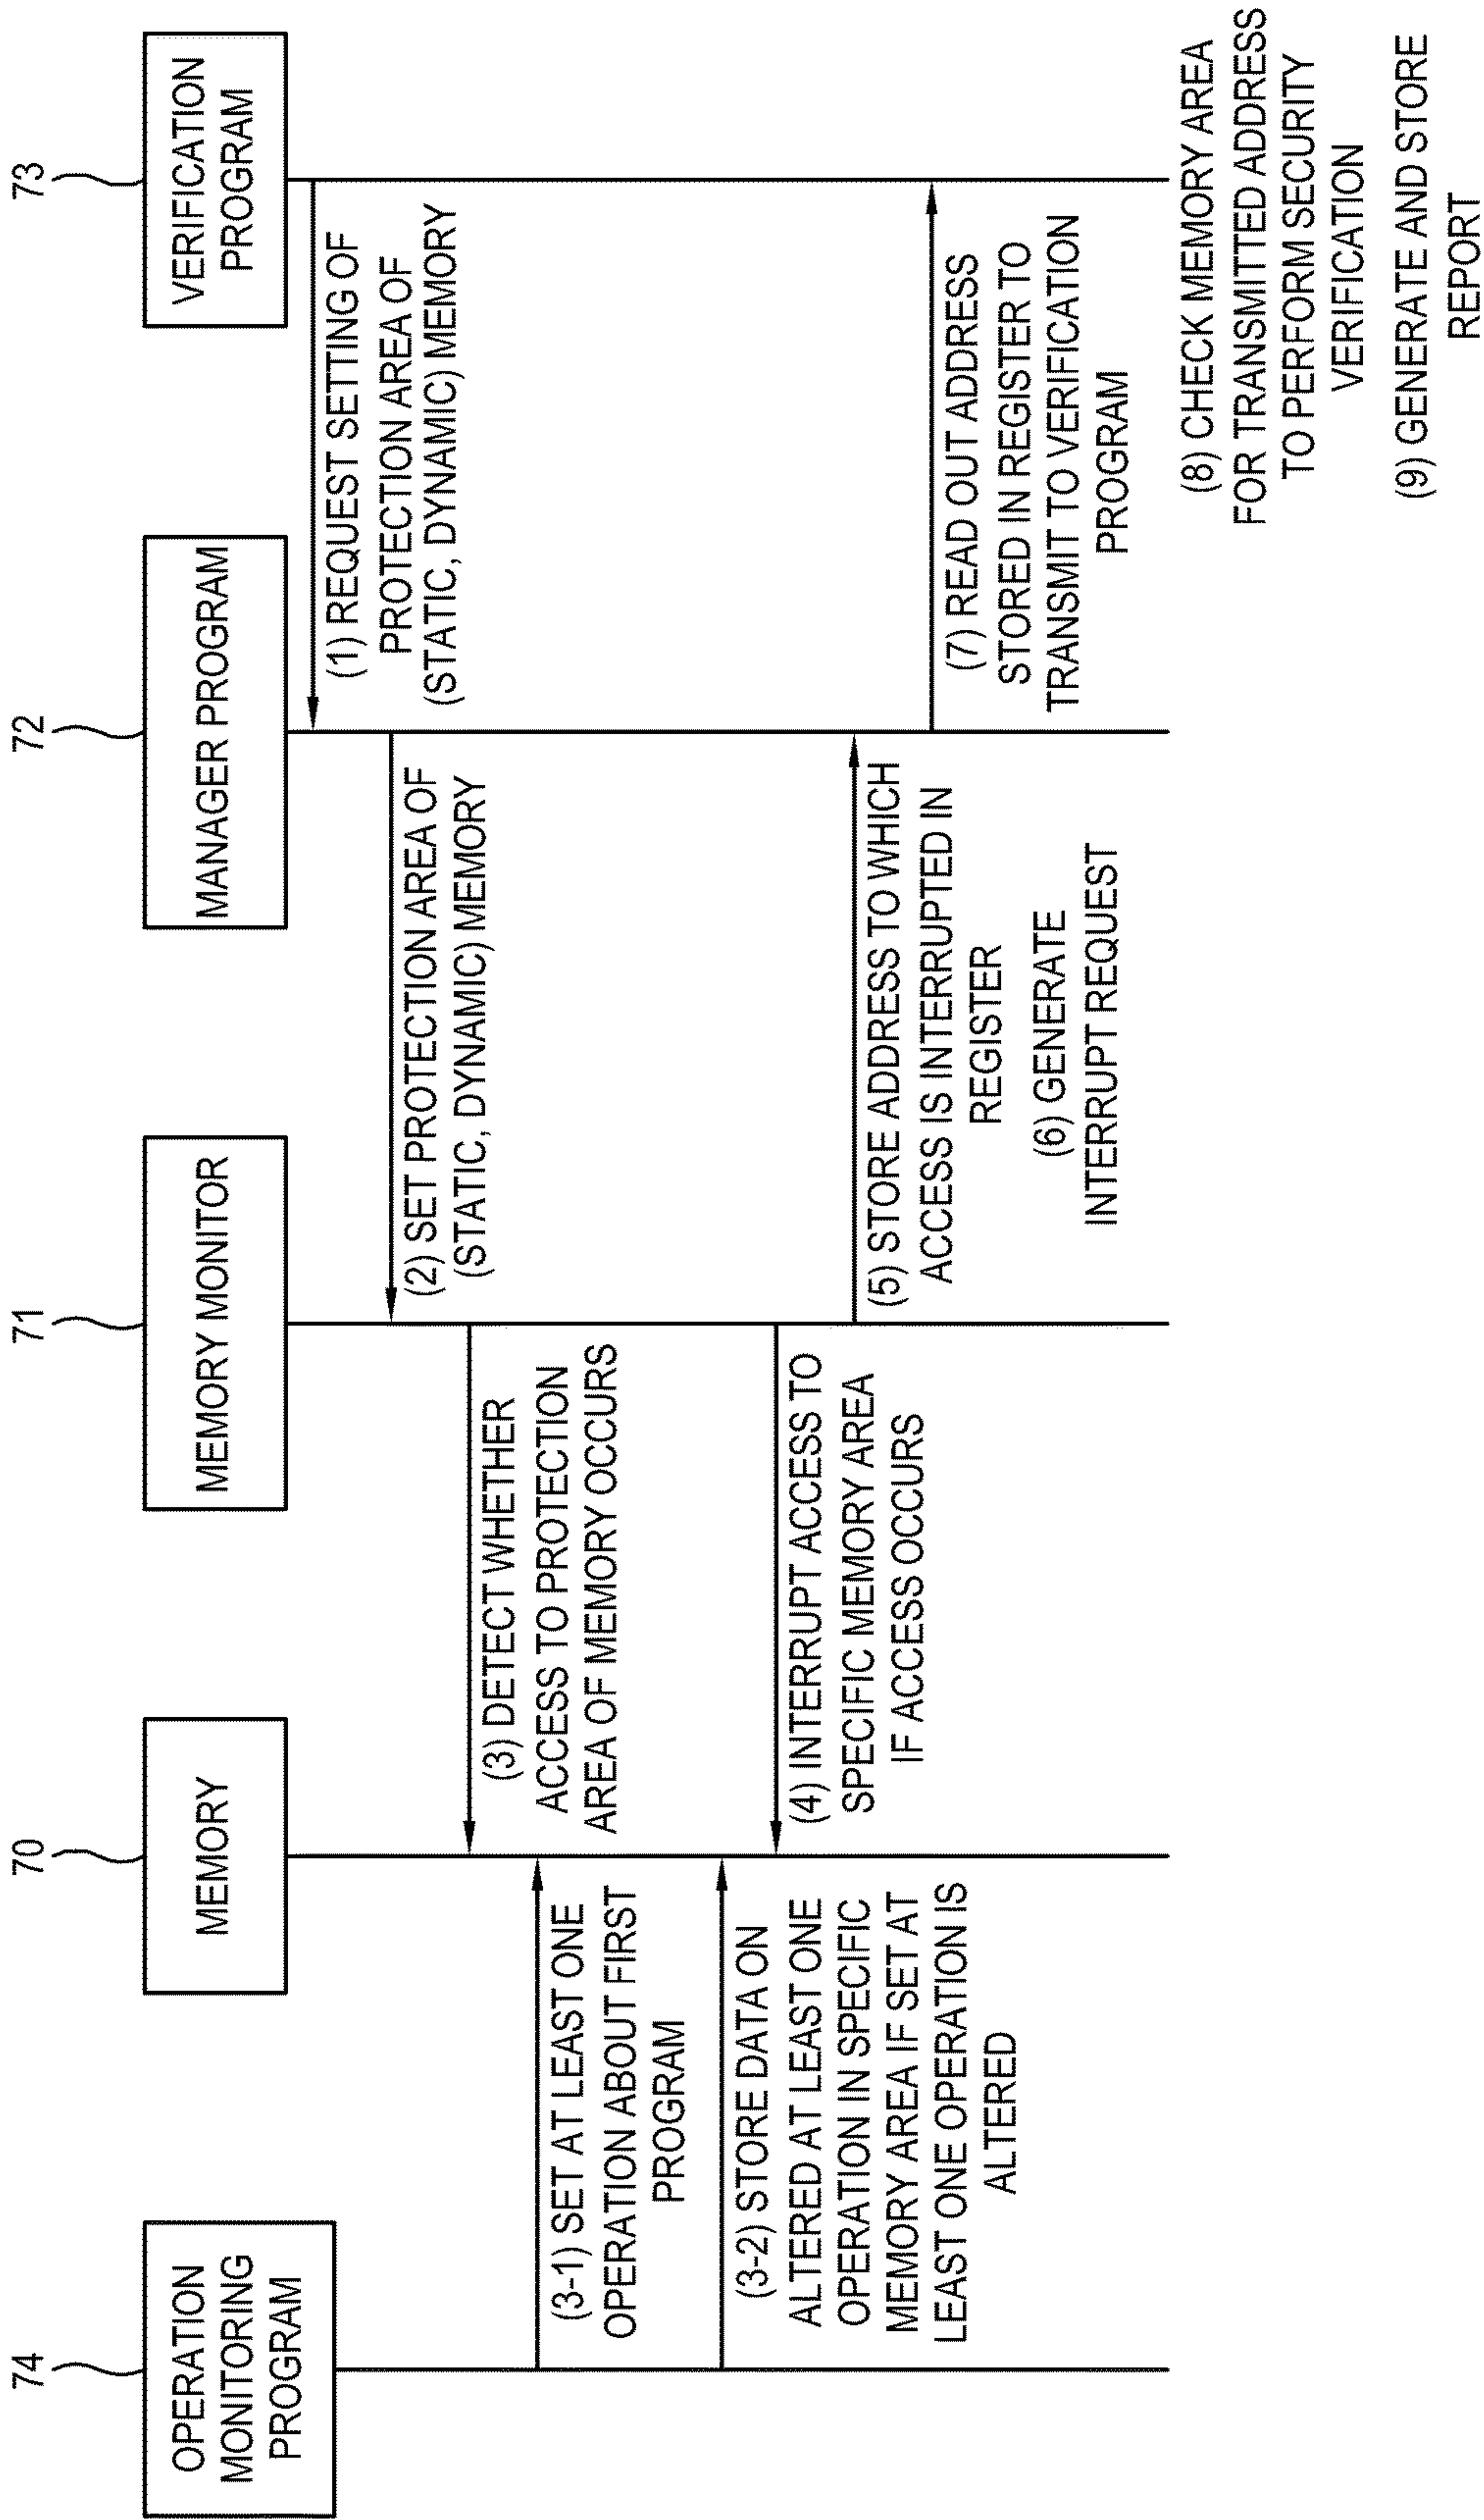 74
OPERATION
MONITORING
PROGRAM
70
MEMORY
71
MEMORY MONITOR
72
MANAGER PROGRAM
73
VERIFICATION
PROGRAM
(1) REQUEST SETTING OF
PROTECTION AREA OF
(STATIC, DYNAMIC) MEMORY
(2) SET PROTECTION AREA OF
(STATIC, DYNAMIC) MEMORY
(3) DETECT WHETHER
ACCESS TO PROTECTION
AREA OF MEMORY OCCURS
(3-1) SET AT LEAST ONE
OPERATION ABOUT FIRST
PROGRAM
(3-2) STORE DATA ON
ALTERED AT LEAST ONE
OPERATION IN SPECIFIC
MEMORY AREA IF SET AT
LEAST ONE OPERATION IS
ALTERED
(4) INTERRUPT ACCESS TO
SPECIFIC MEMORY AREA
IF ACCESS OCCURS
(5) STORE ADDRESS TO WHICH
ACCESS IS INTERRUPTED IN
REGISTER
(6) GENERATE
INTERRUPT REQUEST
(7) READ OUT ADDRESS
STORED IN REGISTER TO
TRANSMIT TO VERIFICATION
PROGRAM
(8) CHECK MEMORY AREA
FOR TRANSMITTED ADDRESS
TO PERFORM SECURITY
VERIFICATION
(9) GENERATE AND STORE
REPORT